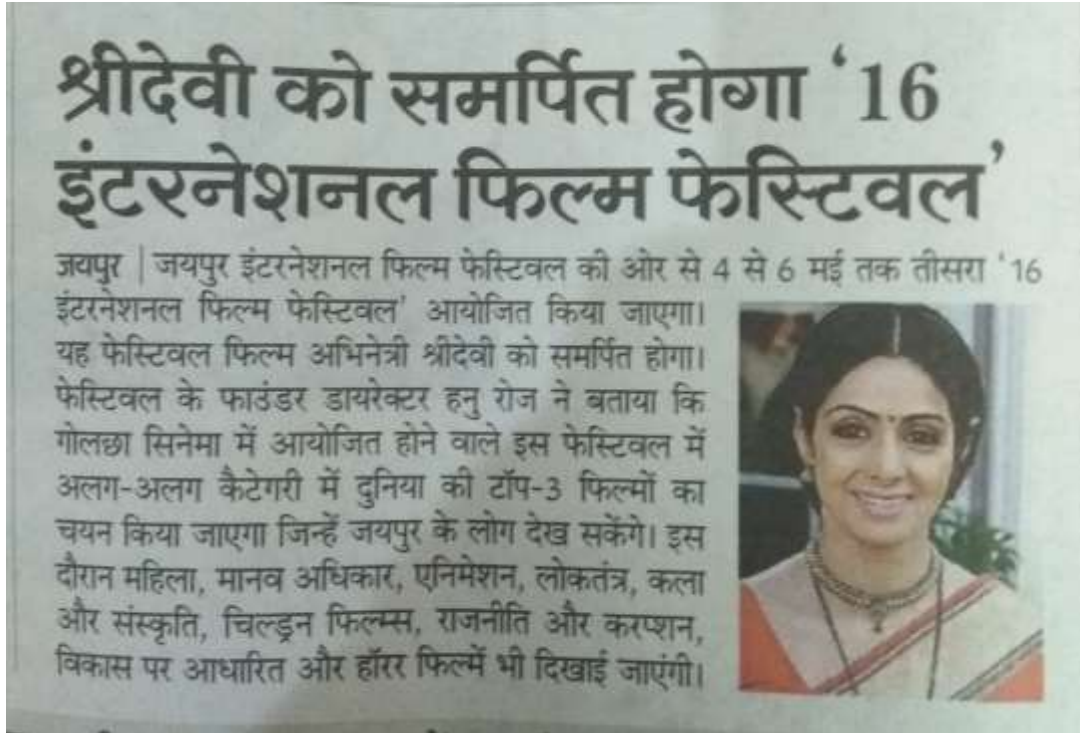 श्रीदेवी को समर्पित होगा ‘16
इंटरनेशनल फिल्म फेस्टिवल’
जयपुर | जयपुर इंटरनेशनल फिल्म फेस्टिवल की ओर से 4 से 6 मई तक तीसरा ‘16
इंटरनेशनल फिल्म फेस्टिवल’ आयोजित किया जाएगा।
यह फेस्टिवल फिल्म अभिनेत्री श्रीदेवी को समर्पित होगा।
फेस्टिवल के फाउंडर डायरेक्टर हनु रोज ने बताया कि
गोलछा सिनेमा में आयोजित होने वाले इस फेस्टिवल में
अलग-अलग कैटेगरी में दुनिया की टॉप-3 फिल्मों का
चयन किया जाएगा जिन्हें जयपुर के लोग देख सकेंगे। इस
दौरान महिला, मानव अधिकार, एनिमेशन, लोकतंत्र, कला
और संस्कृति, चिल्ड्रन फिल्म्स, राजनीति और करप्शन,
विकास पर आधारित और हॉरर फिल्में भी दिखाई जाएंगी।